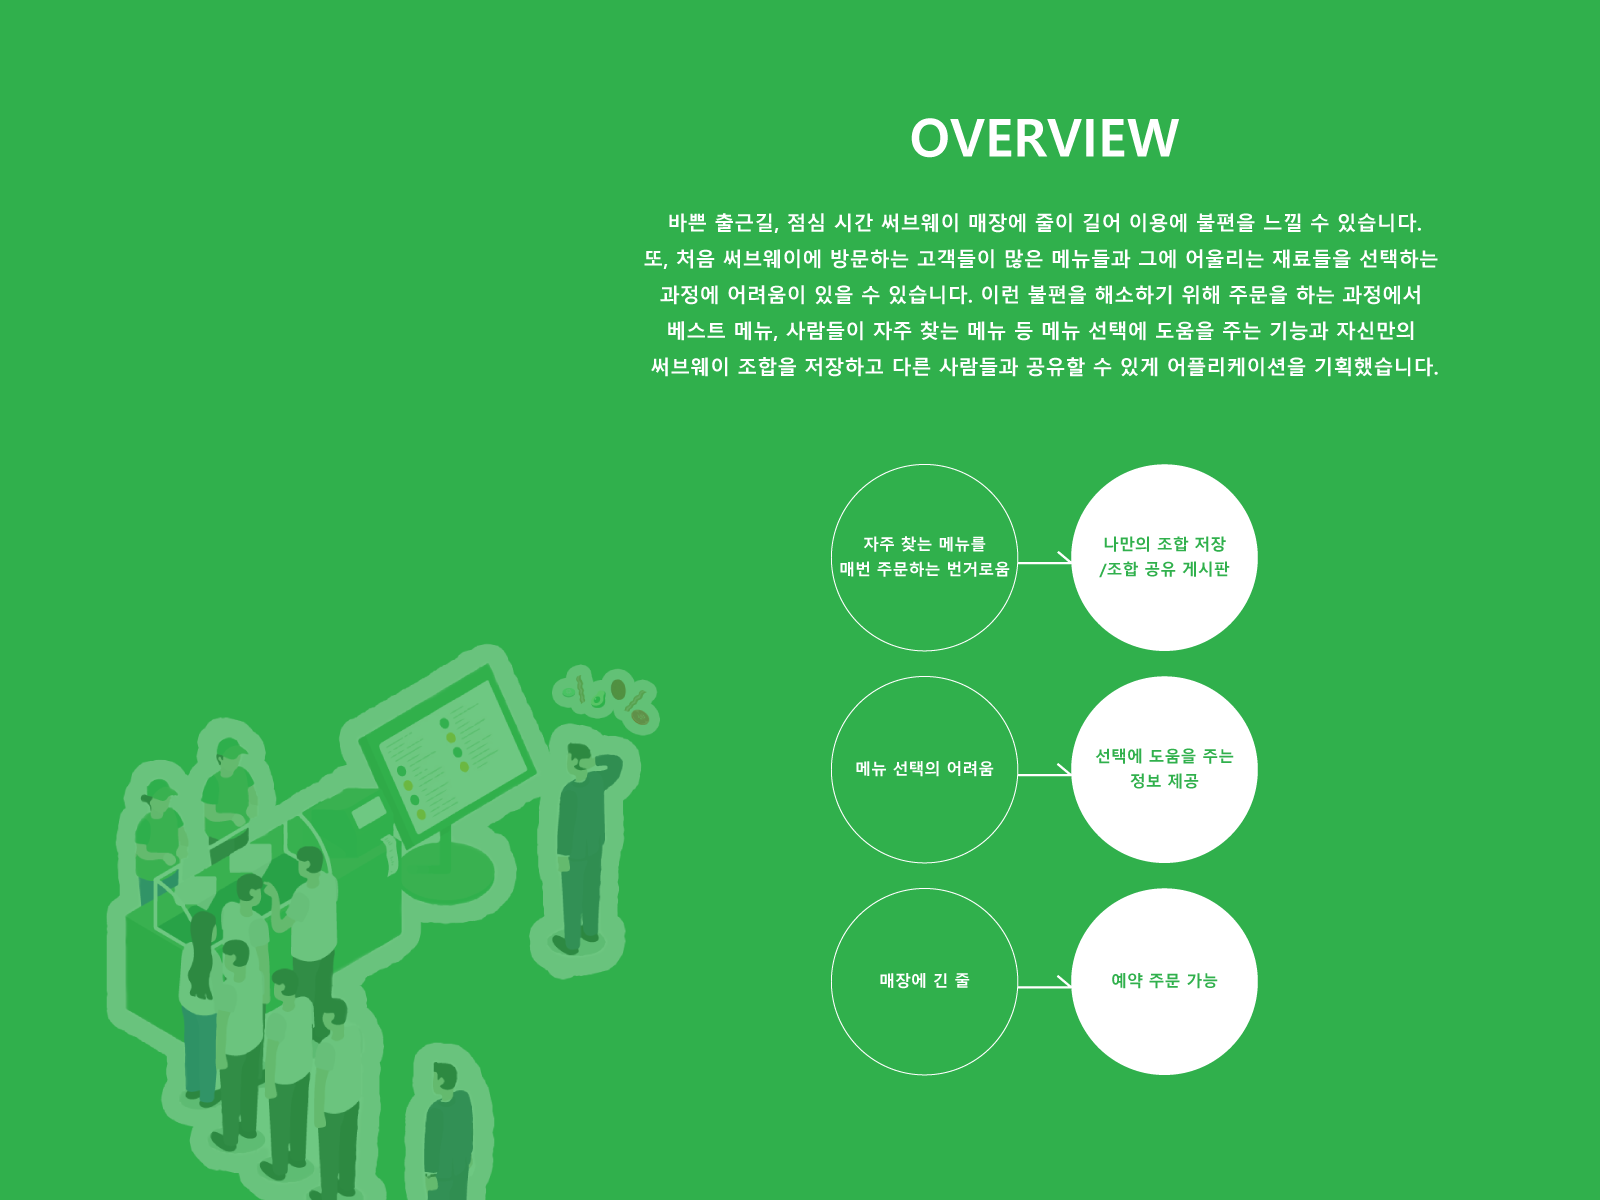 OVERVIEW
바쁜 출근길, 점심 시간 써브웨이 매장에 줄이 길어 이용에 불편을 느낄 수 있습니다.
또, 처음 써브웨이에 방문하는 고객들이 많은 메뉴들과 그에 어울리는 재료들을 선택하는
과정에 어려움이 있을 수 있습니다. 이런 불편을 해소하기 위해 주문을 하는 과정에서
베스트 메뉴, 사람들이 자주 찾는 메뉴 등 메뉴 선택에 도움을 주는 기능과 자신만의
써브웨이 조합을 저장하고 다른 사람들과 공유할 수 있게 어플리케이션을 기획했습니다.
자주 찾는 메뉴를
매번 주문하는 번거로움
나만의 조합 저장
/조합 공유 게시판
메뉴 선택의 어려움
선택에 도움을 주는
정보 제공
매장에 긴 줄
예약 주문 가능